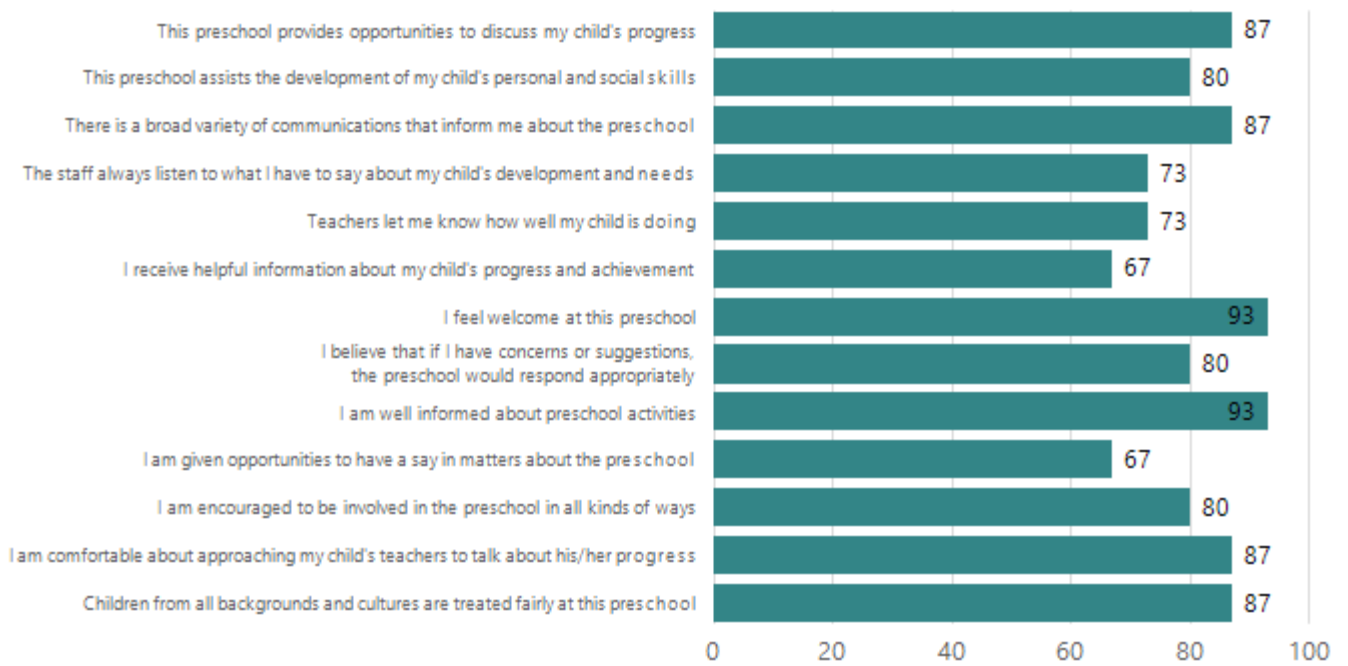 This preschool provides opportunities to discuss my child's progress 87
This preschool assists the development of my child's personal and social skills 80
There is a broad variety of communications that inform me about the preschool 87
The staff always listen to what I have to say about my child's development and needs 73
Teachers let me know how well my child is doing 73
I receive helpful information about my child's progress and achievement 67
I feel welcome at this preschool 93
I believe that if I have concerns or suggestions,
the preschool would respond appropriately 80
I am well informed about preschool activities 93
I am given opportunities to have a say in matters about the preschool 67
I am encouraged to be involved in the preschool in all kinds of ways 80
I am comfortable about approaching my child's teachers to talk about his/her progress 87
Children from all backgrounds and cultures are treated fairly at this preschool 87
0 20 40 60 80 100